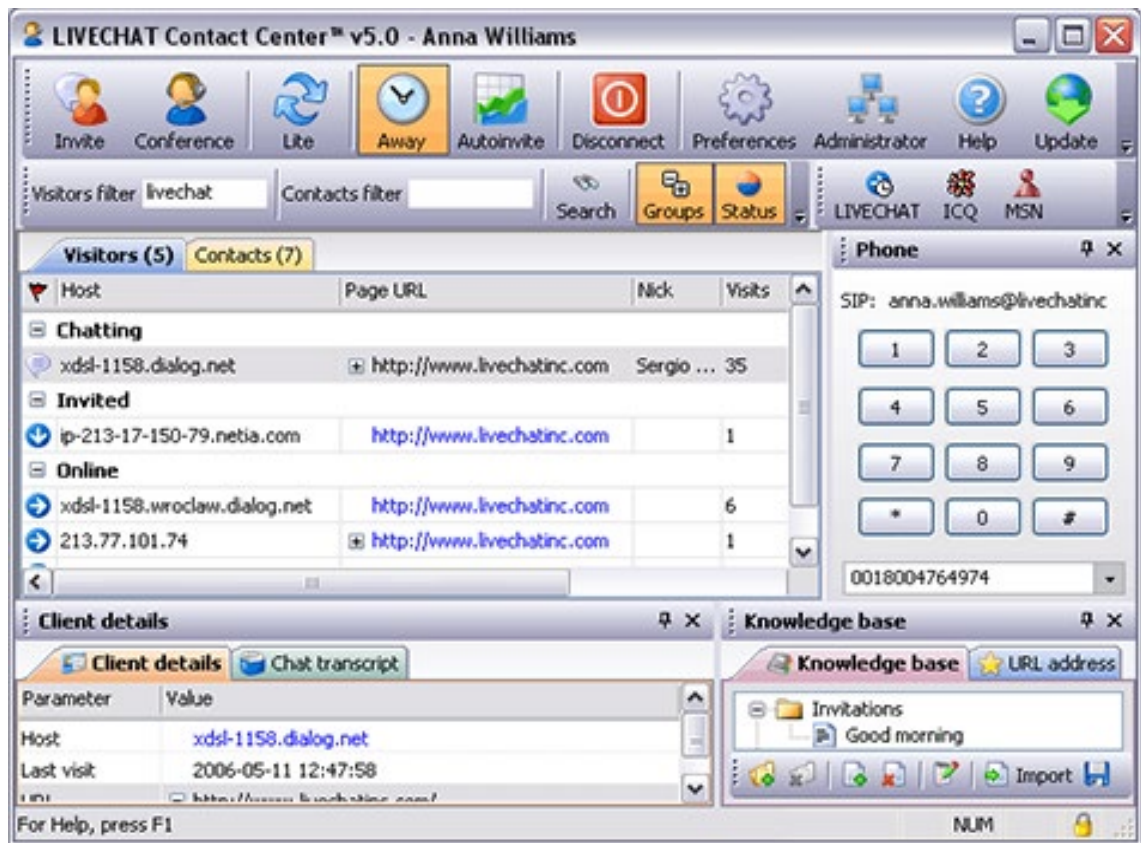 LIVECHAT Contact Center™ v5.0 - Anna Williams
Invite Conference Lite Away Autoinvite Disconnect Preferences Administrator Help Update
Visitors filter livechat Contacts filter Search Groups Status LIVECHAT ICQ MSN
Visitors (5) Contacts (7)
Host Page URL Nick Visits
Chatting
xdsl-1158.dialog.net http://www.livechatinc.com Sergio ... 35
Invited
ip-213-17-150-79.netia.com http://www.livechatinc.com 1
Online
xdsl-1158.wroclaw.dialog.net http://www.livechatinc.com 6
213.77.101.74 http://www.livechatinc.com 1
Phone
SIP: anna.williams@livechatinc
1 2 3
4 5 6
7 8 9
* 0 #
0018004764974
Client details
Client details Chat transcript
Parameter Value
Host xdsl-1158.dialog.net
Last visit 2006-05-11 12:47:58
URL http://www.livechatinc.com/
Knowledge base
Knowledge base URL address
Invitations
Good morning
Import
For Help, press F1 NUM